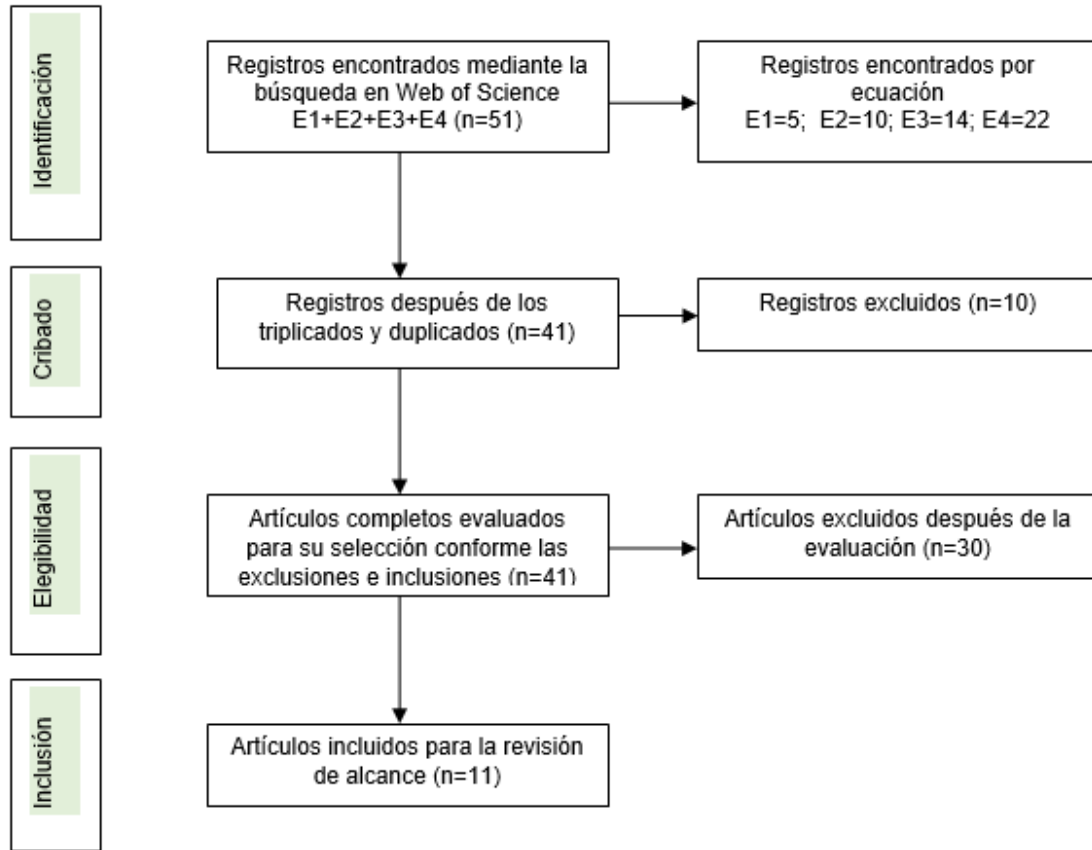 Identificación
Registros encontrados mediante la
búsqueda en Web of Science
E1+E2+E3+E4 (n=51)
Registros encontrados por
ecuación
E1=5; E2=10; E3=14; E4=22
Cribado
Registros después de los
triplicados y duplicados (n=41)
Registros excluidos (n=10)
Elegibilidad
Artículos completos evaluados
para su selección conforme las
exclusiones e inclusiones (n=41)
Artículos excluidos después de la
evaluación (n=30)
Inclusión
Artículos incluidos para la revisión
de alcance (n=11)